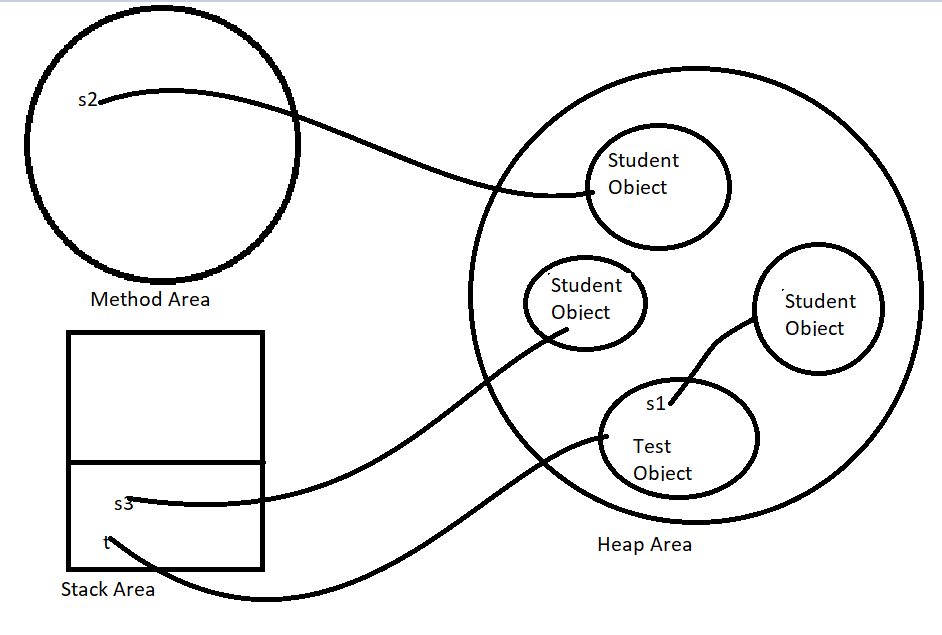 s2
Method Area
s3
t
Stack Area
Student
Object
Student
Object
Student
Object
s1
Test
Object
Heap Area